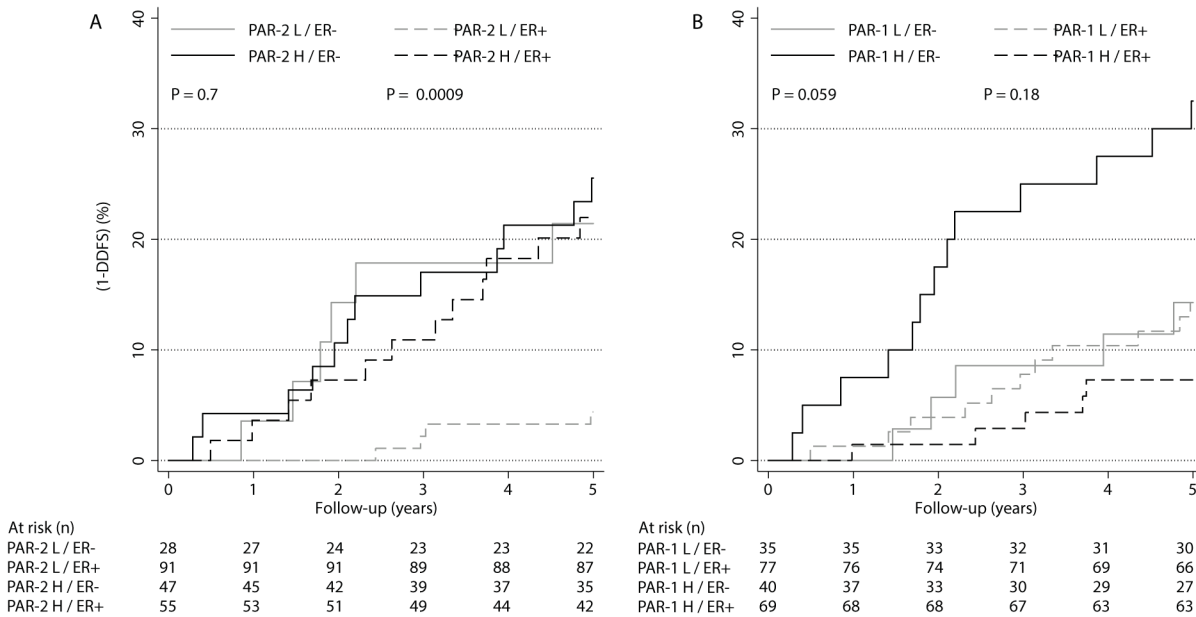 A
PAR-2 L / ER-
PAR-2 L / ER+
PAR-2 H / ER-
PAR-2 H / ER+
P = 0.7
P = 0.0009
(1-DDFS) (%)
40
30
20
10
0
0 1 2 3 4 5
Follow-up (years)
At risk (n)
PAR-2 L / ER- 28 27 24 23 23 22
PAR-2 L / ER+ 91 91 91 89 88 87
PAR-2 H / ER- 47 45 42 39 37 35
PAR-2 H / ER+ 55 53 51 49 44 42
B
PAR-1 L / ER-
PAR-1 L / ER+
PAR-1 H / ER-
PAR-1 H / ER+
P = 0.059
P = 0.18
40
30
20
10
0
0 1 2 3 4 5
Follow-up (years)
At risk (n)
PAR-1 L / ER- 35 35 33 32 31 30
PAR-1 L / ER+ 77 76 74 71 69 66
PAR-1 H / ER- 40 37 33 30 29 27
PAR-1 H / ER+ 69 68 68 67 63 63